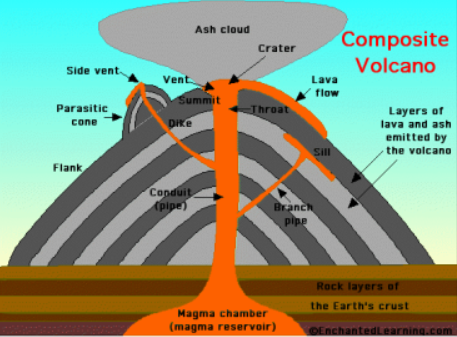 Ash cloud
Composite
Volcano
Crater
Side vent
Vent
Lava
flow
Summit
Throat
Parasitic
cone
Dike
Layers of
lava and ash
emitted by
the volcano
Sill
Flank
Conduit
(pipe)
Branch
pipe
Rock layers of
the Earth's crust
Magma chamber
(magma reservoir)
©EnchantedLearning.com